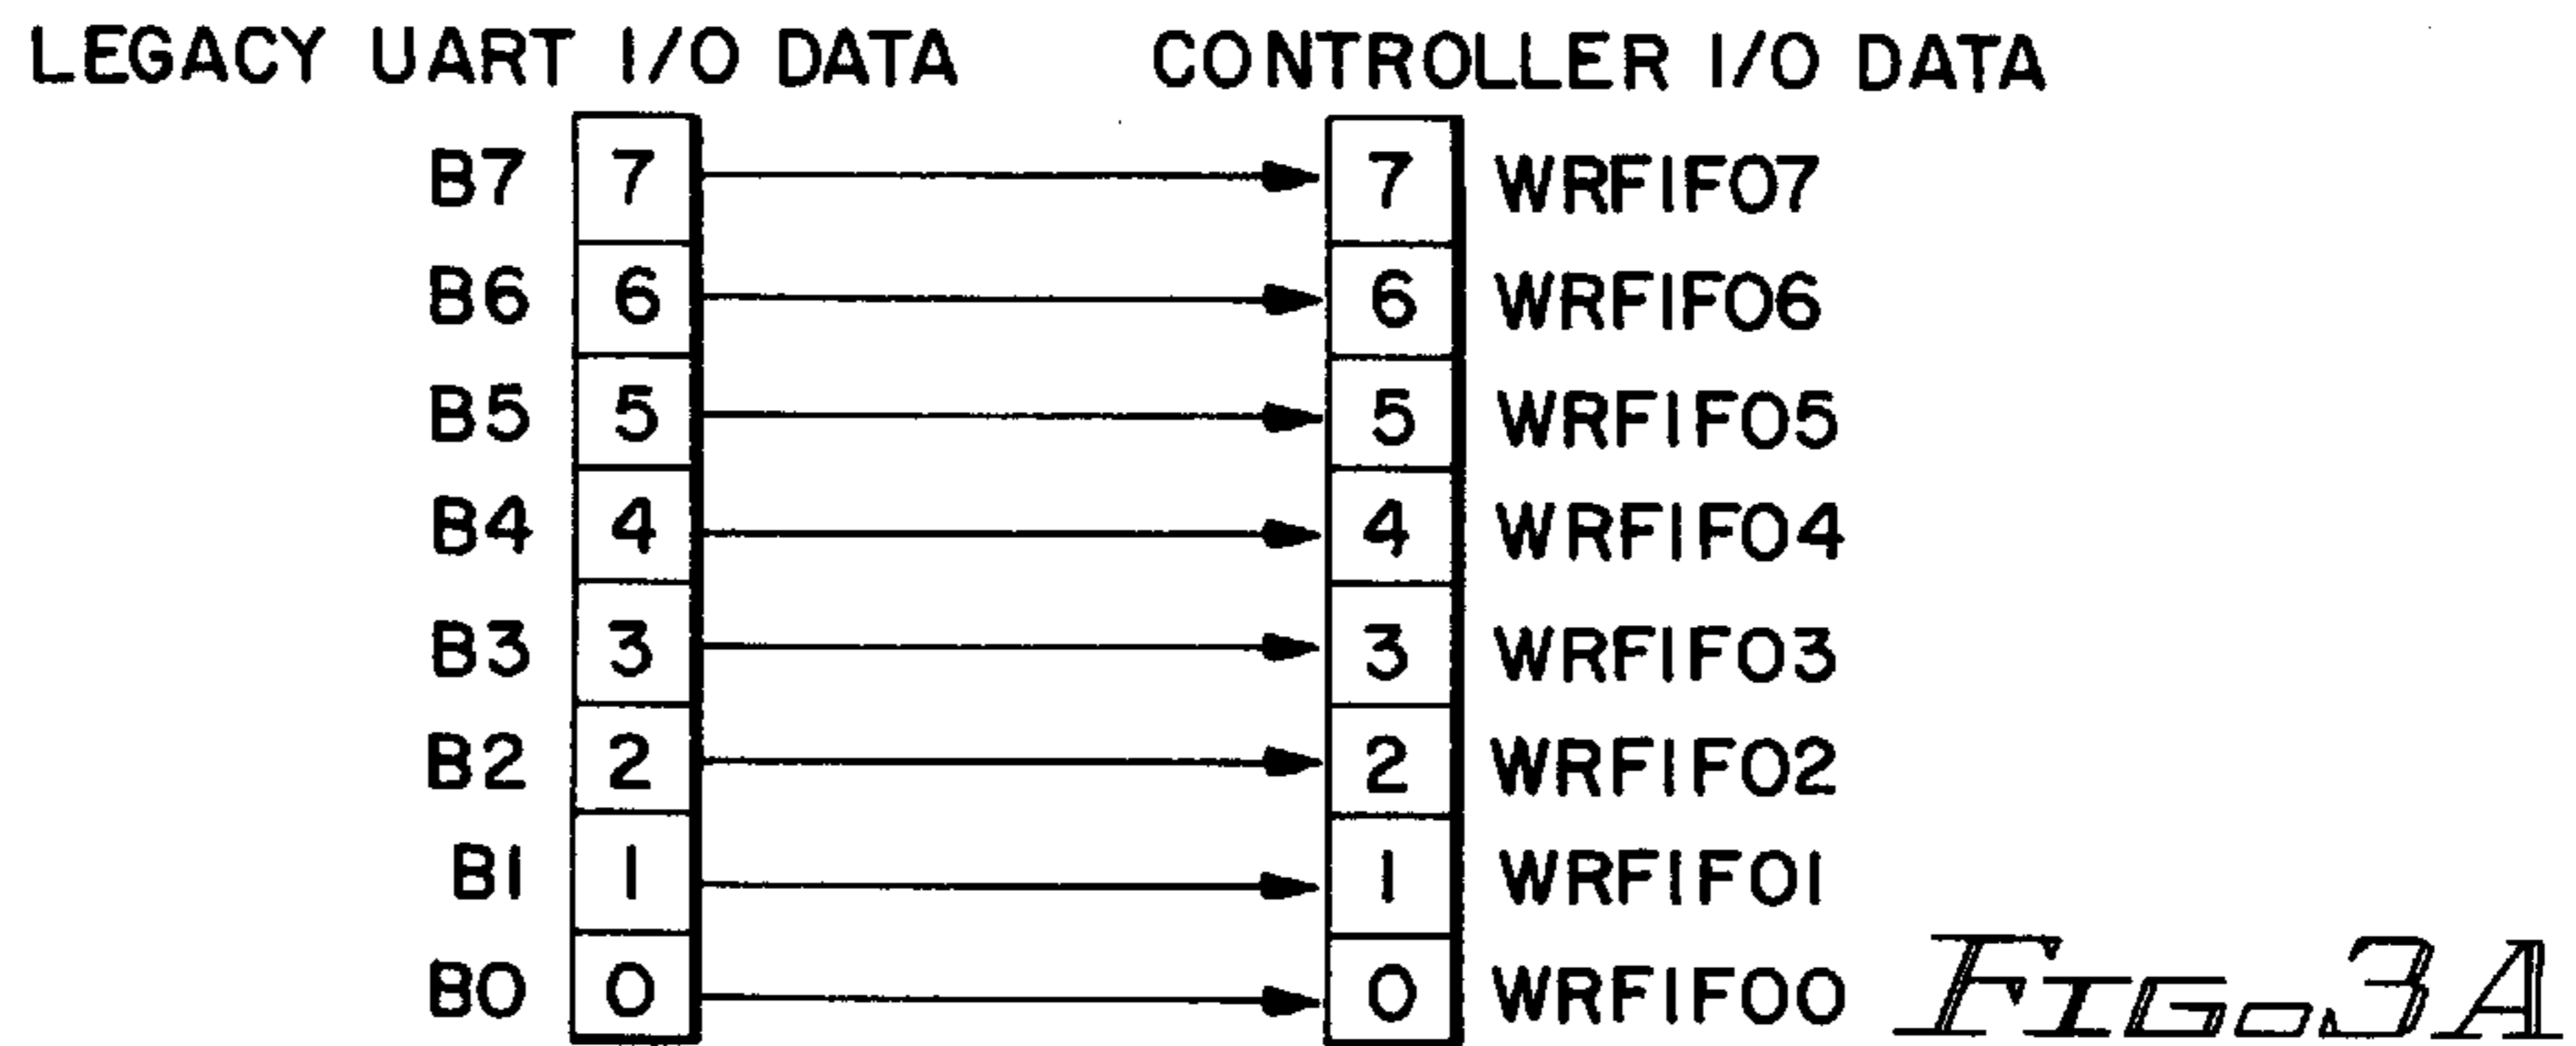 LEGACY UART I/O DATA CONTROLLER I/O DATA
B7 7 7 WRFIFO7
B6 6 6 WRFIFO6
B5 5 5 WRFIFO5
B4 4 4 WRFIFO4
B3 3 3 WRFIFO3
B2 2 2 WRFIFO2
B1 1 1 WRFIFO1
B0 0 0 WRFIFO0
FIG. 3A